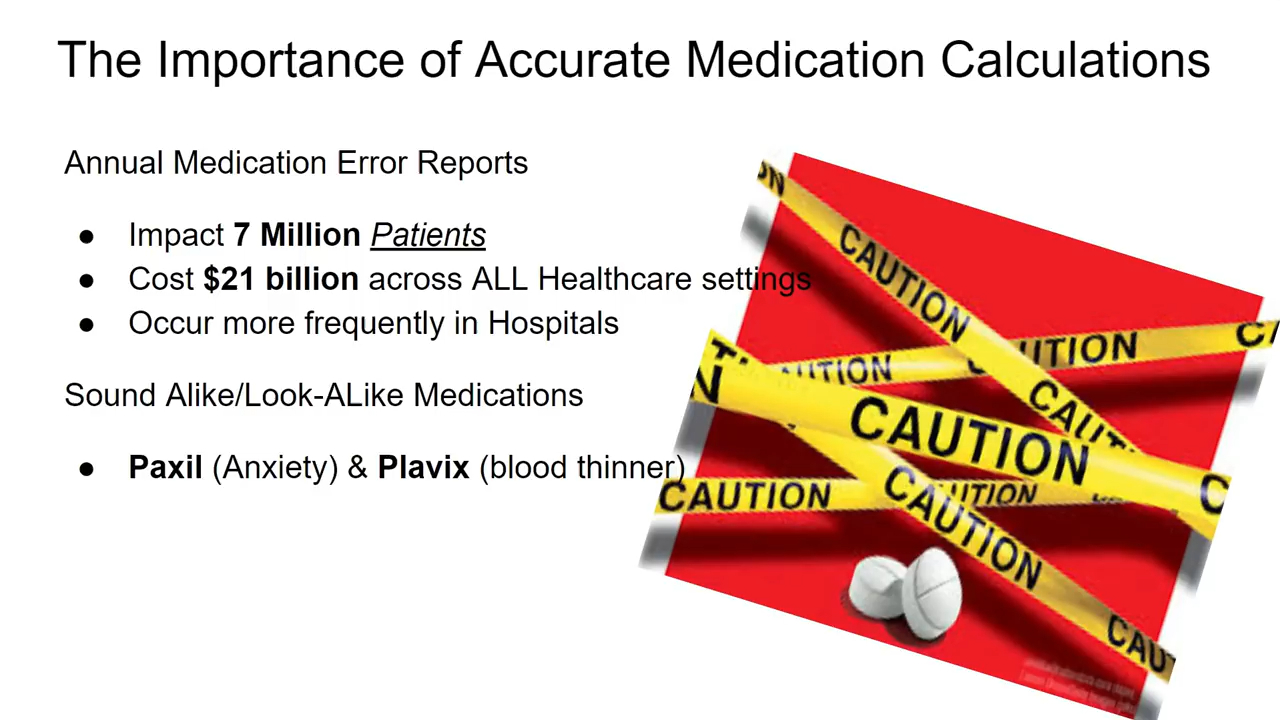 The Importance of Accurate Medication Calculations
Annual Medication Error Reports
● Impact 7 Million Patients
● Cost $21 billion across ALL Healthcare settings
● Occur more frequently in Hospitals
Sound Alike/Look-ALike Medications
● Paxil (Anxiety) & Plavix (blood thinner)
CAUTION
CAUTION
CAUTION
CAUTION
CAUTION